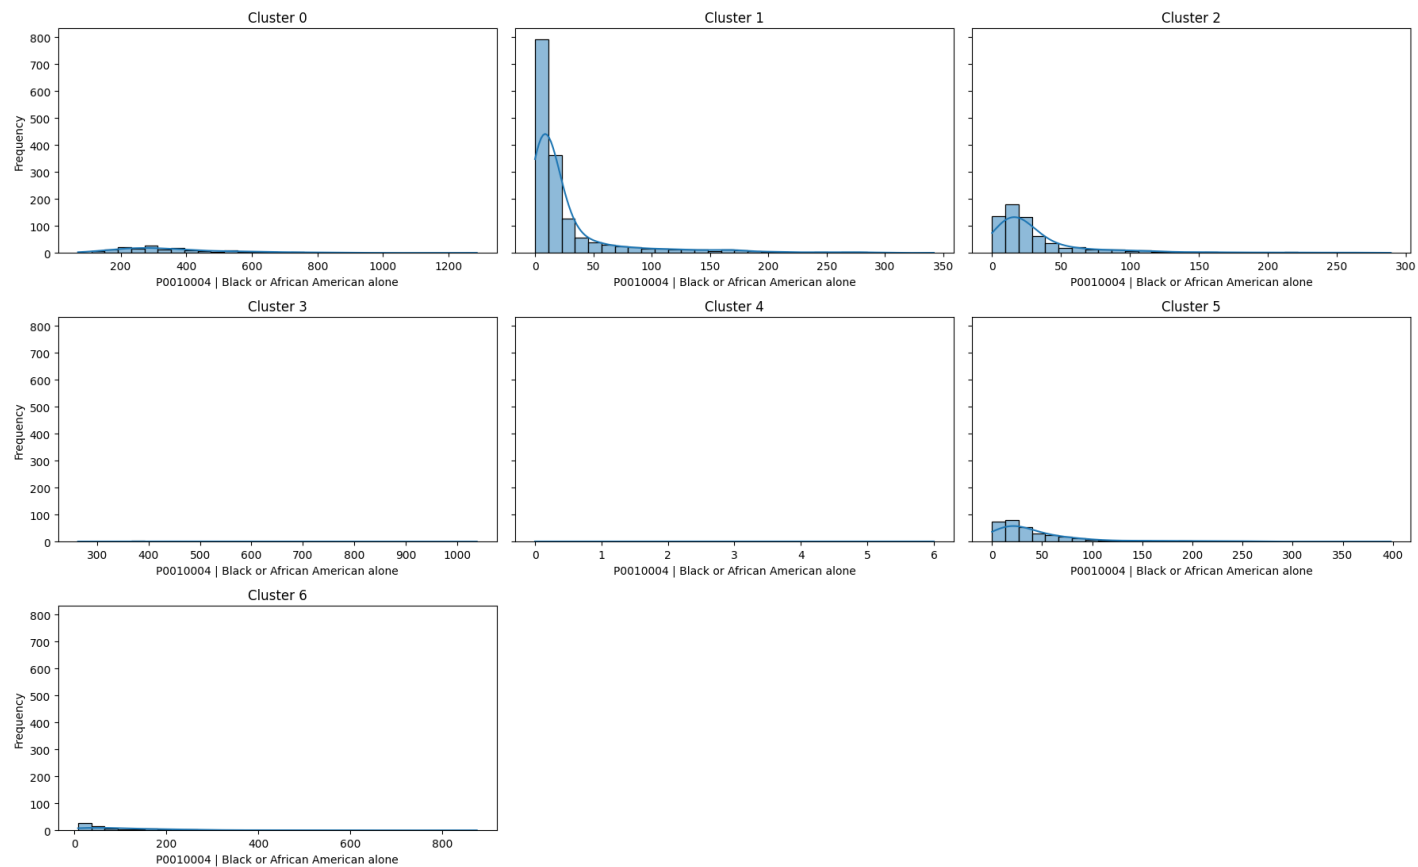 Cluster 0
Cluster 1
Cluster 2
800
700
600
500
400
300
200
100
0
Frequency
200 400 600 800 1000 1200
0 50 100 150 200 250 300 350
0 50 100 150 200 250 300
P0010004 | Black or African American alone
P0010004 | Black or African American alone
P0010004 | Black or African American alone
Cluster 3
Cluster 4
Cluster 5
800
700
600
500
400
300
200
100
0
Frequency
300 400 500 600 700 800 900 1000
0 1 2 3 4 5 6
0 50 100 150 200 250 300 350 400
P0010004 | Black or African American alone
P0010004 | Black or African American alone
P0010004 | Black or African American alone
Cluster 6
800
700
600
500
400
300
200
100
0
Frequency
0 200 400 600 800
P0010004 | Black or African American alone